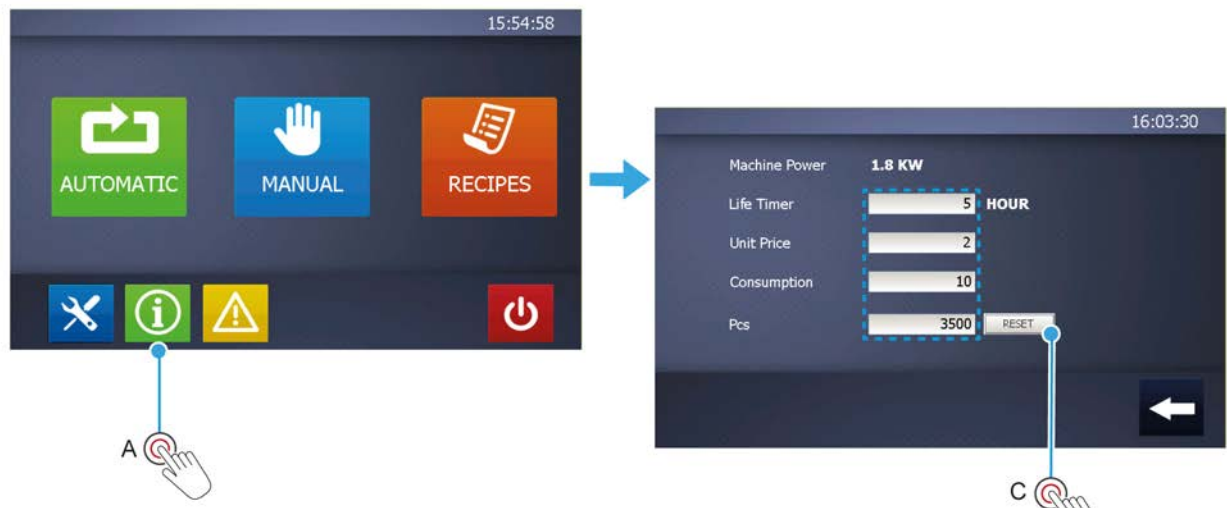 15:54:58
AUTOMATIC
MANUAL
RECIPES
A
16:03:30
Machine Power 1.8 KW
Life Timer 5 HOUR
Unit Price 2
Consumption 10
Pcs 3500 RESET
C